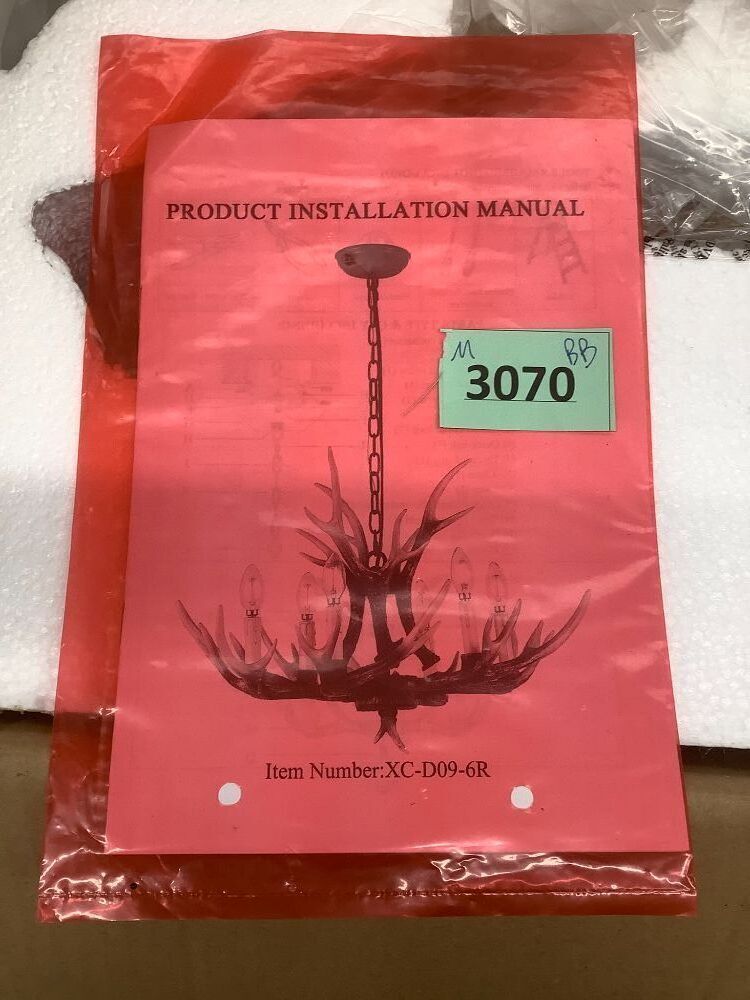 PRODUCT INSTALLATION MANUAL
M BB
3070
Item Number:XC-D09-6R